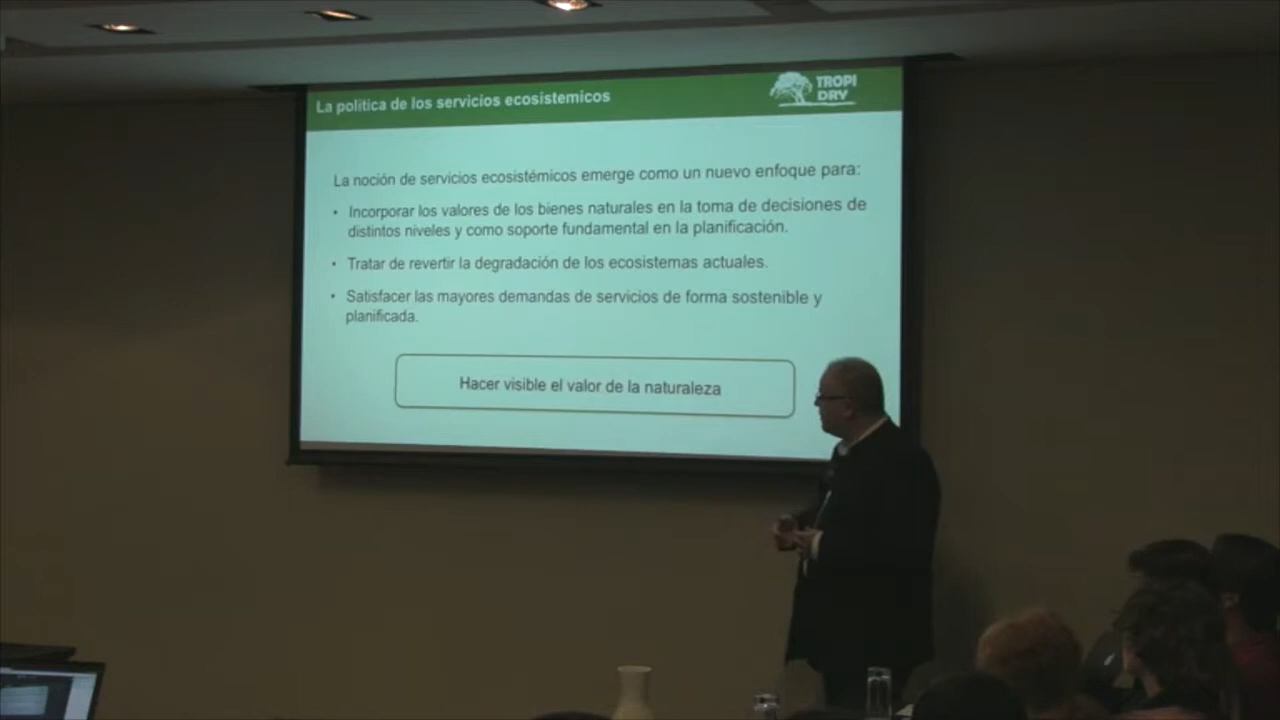 La politica de los servicios ecosistemicos
TROPI
DRY
La noción de servicios ecosistémicos emerge como un nuevo enfoque para:
• Incorporar los valores de los bienes naturales en la toma de decisiones de
distintos niveles y como soporte fundamental en la planificación.
• Tratar de revertir la degradación de los ecosistemas actuales.
• Satisfacer las mayores demandas de servicios de forma sostenible y
planificada.
Hacer visible el valor de la naturaleza